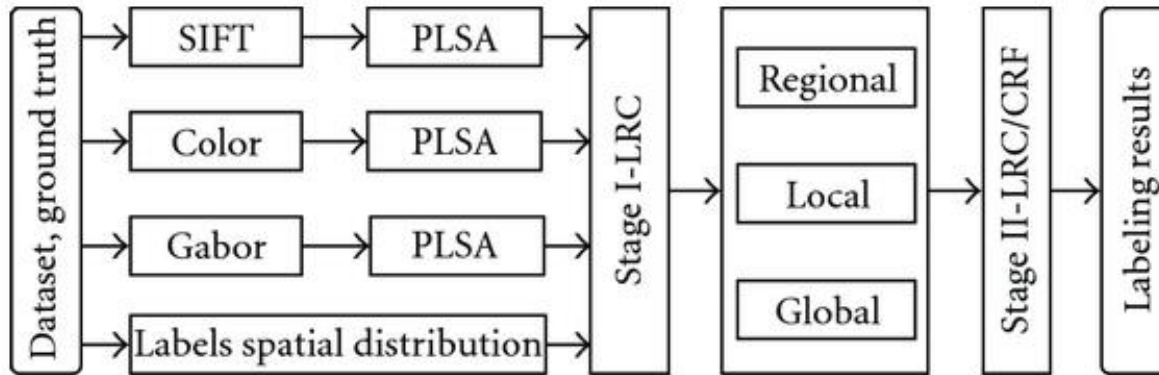 Dataset, ground truth
SIFT
PLSA
Color
PLSA
Gabor
PLSA
Labels spatial distribution
Stage I-LRC
Regional
Local
Global
Stage II-LRC/CRF
Labeling results